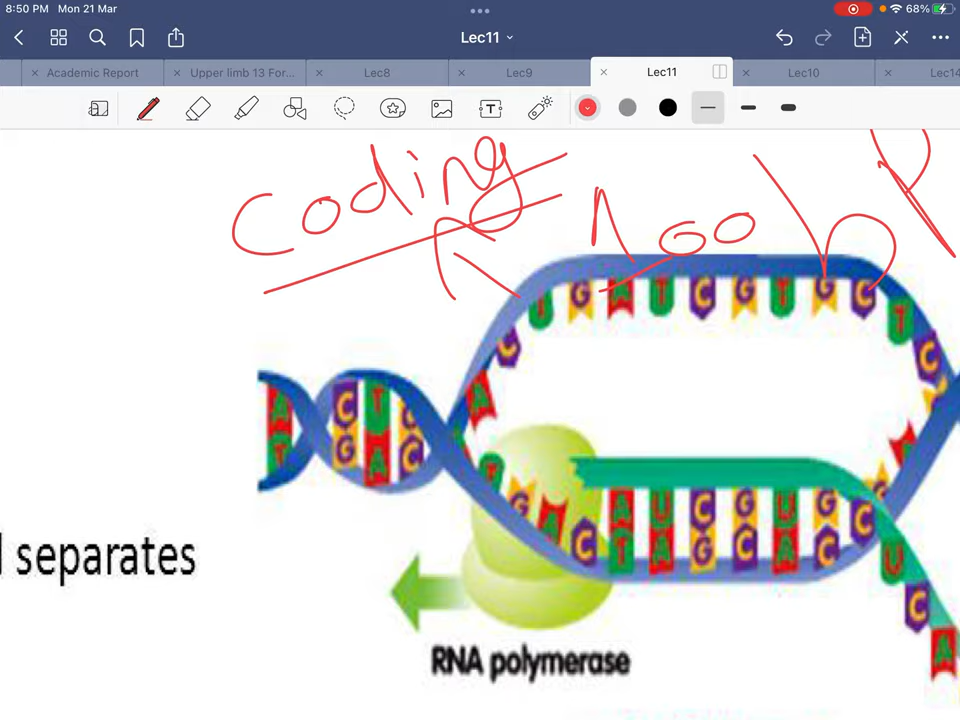 8:50 PM Mon 21 Mar
68%
Lec11
Academic Report
Upper limb 13 For...
Lec8
Lec9
Lec11
Lec10
Lec14
T
Coding
T G A T C G T G C T C
C
A
A C T C
T G A C
T G A C A U C G U G C
T A G C A C
U
C
A
separates
RNA polymerase